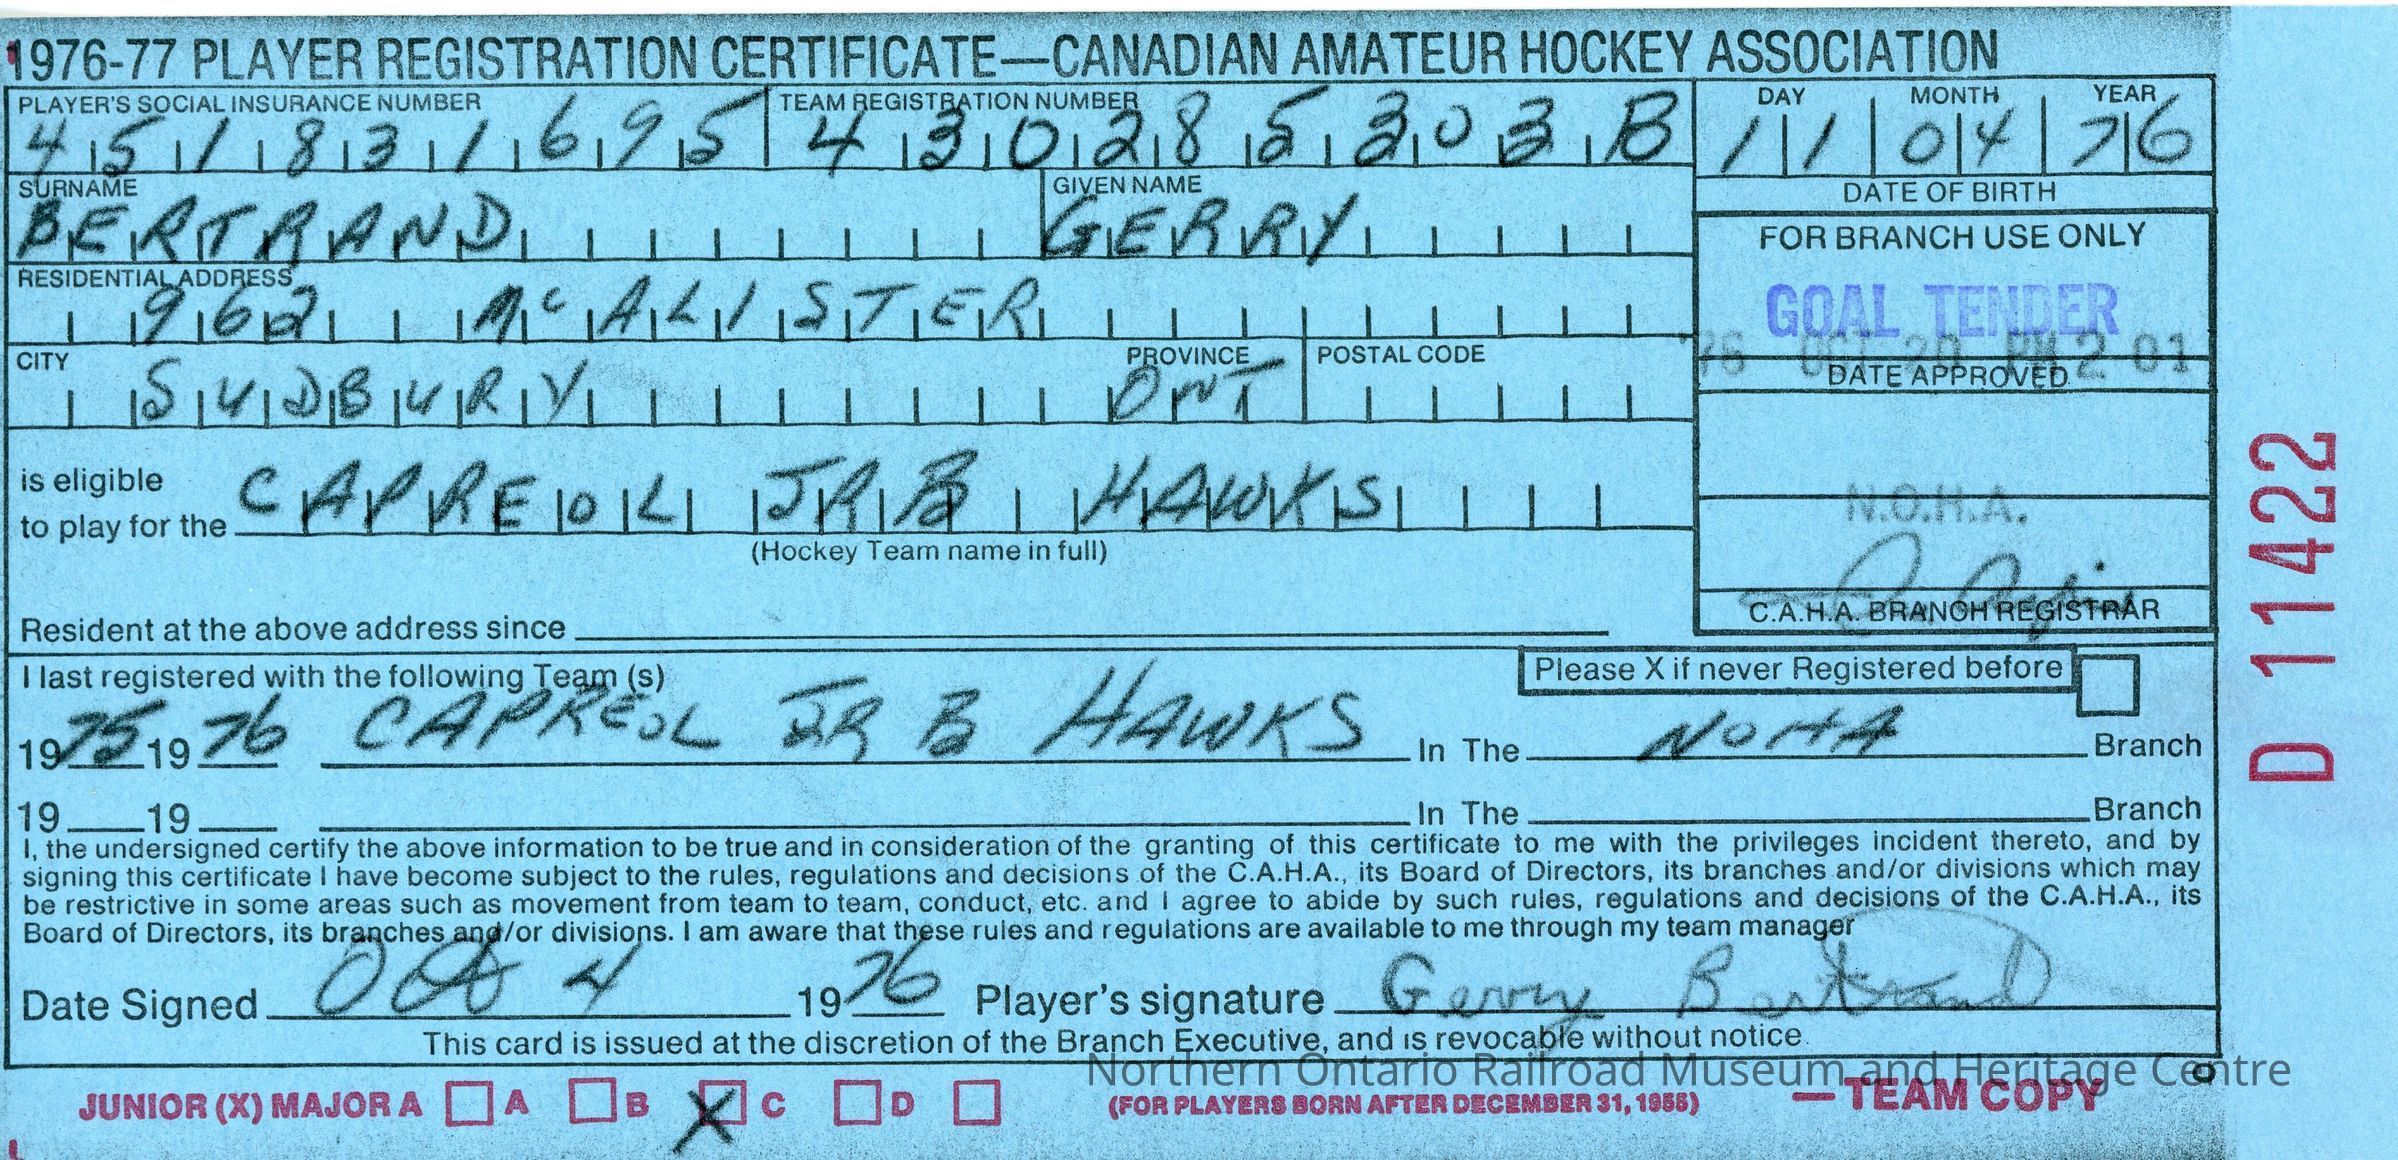 1976-77 PLAYER REGISTRATION CERTIFICATE—CANADIAN AMATEUR HOCKEY ASSOCIATION
PLAYER'S SOCIAL INSURANCE NUMBER TEAM REGISTRATION NUMBER DAY MONTH YEAR
451831695 430285303B 11 04 76
DATE OF BIRTH
SURNAME GIVEN NAME
BERTRAND GERRY
FOR BRANCH USE ONLY
RESIDENTIAL ADDRESS
962 McALISTER
GOAL TENDER
'76 OCT 20 PM 2 01
DATE APPROVED
CITY PROVINCE POSTAL CODE
SUDBURY ONT
is eligible
to play for the CAPREOL JR B HAWKS
(Hockey Team name in full)
N.O.H.A.
C.A.H.A. BRANCH REGISTRAR
Resident at the above address since
I last registered with the following Team (s) Please X if never Registered before
1975 1976 CAPREOL JR B HAWKS In The NOHA Branch
19 19 In The Branch
I, the undersigned certify the above information to be true and in consideration of the granting of this certificate to me with the privileges incident thereto, and by
signing this certificate I have become subject to the rules, regulations and decisions of the C.A.H.A., its Board of Directors, its branches and/or divisions which may
be restrictive in some areas such as movement from team to team, conduct, etc. and I agree to abide by such rules, regulations and decisions of the C.A.H.A., its
Board of Directors, its branches and/or divisions. I am aware that these rules and regulations are available to me through my team manager
Date Signed Oct 4 1976 Player's signature Gerry Bertrand
This card is issued at the discretion of the Branch Executive, and is revocable without notice.
Northern Ontario Railroad Museum and Heritage Centre
JUNIOR (X) MAJOR A A B X C D (FOR PLAYERS BORN AFTER DECEMBER 31, 1955) —TEAM COPY
D 11422